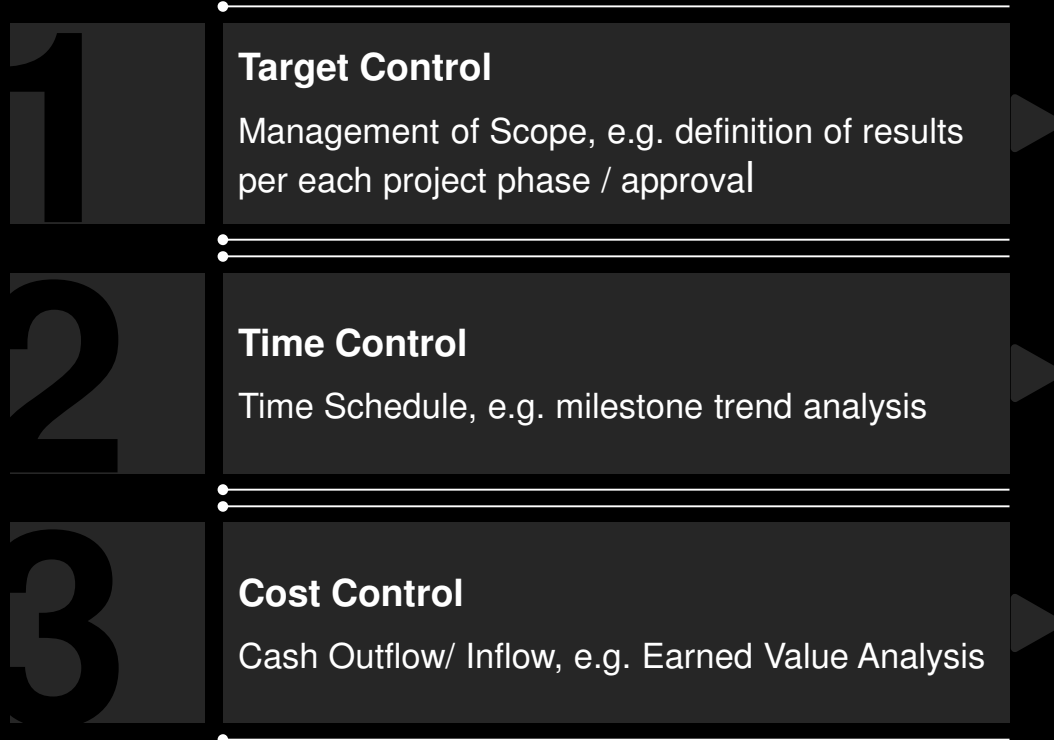 1
Target Control
Management of Scope, e.g. definition of results
per each project phase / approval
2
Time Control
Time Schedule, e.g. milestone trend analysis
3
Cost Control
Cash Outflow/ Inflow, e.g. Earned Value Analysis